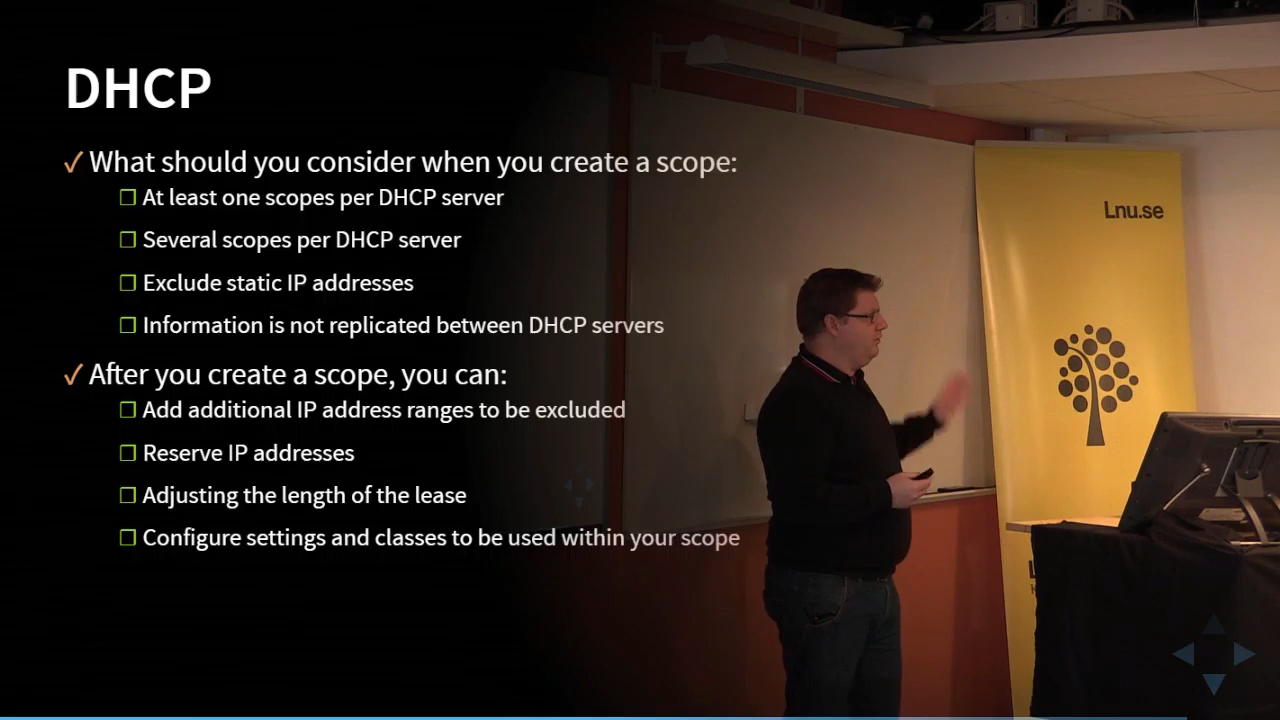 DHCP
✓ What should you consider when you create a scope:
❐ At least one scopes per DHCP server
❐ Several scopes per DHCP server
❐ Exclude static IP addresses
❐ Information is not replicated between DHCP servers
✓ After you create a scope, you can:
❐ Add additional IP address ranges to be excluded
❐ Reserve IP addresses
❐ Adjusting the length of the lease
❐ Configure settings and classes to be used within your scope
Lnu.se